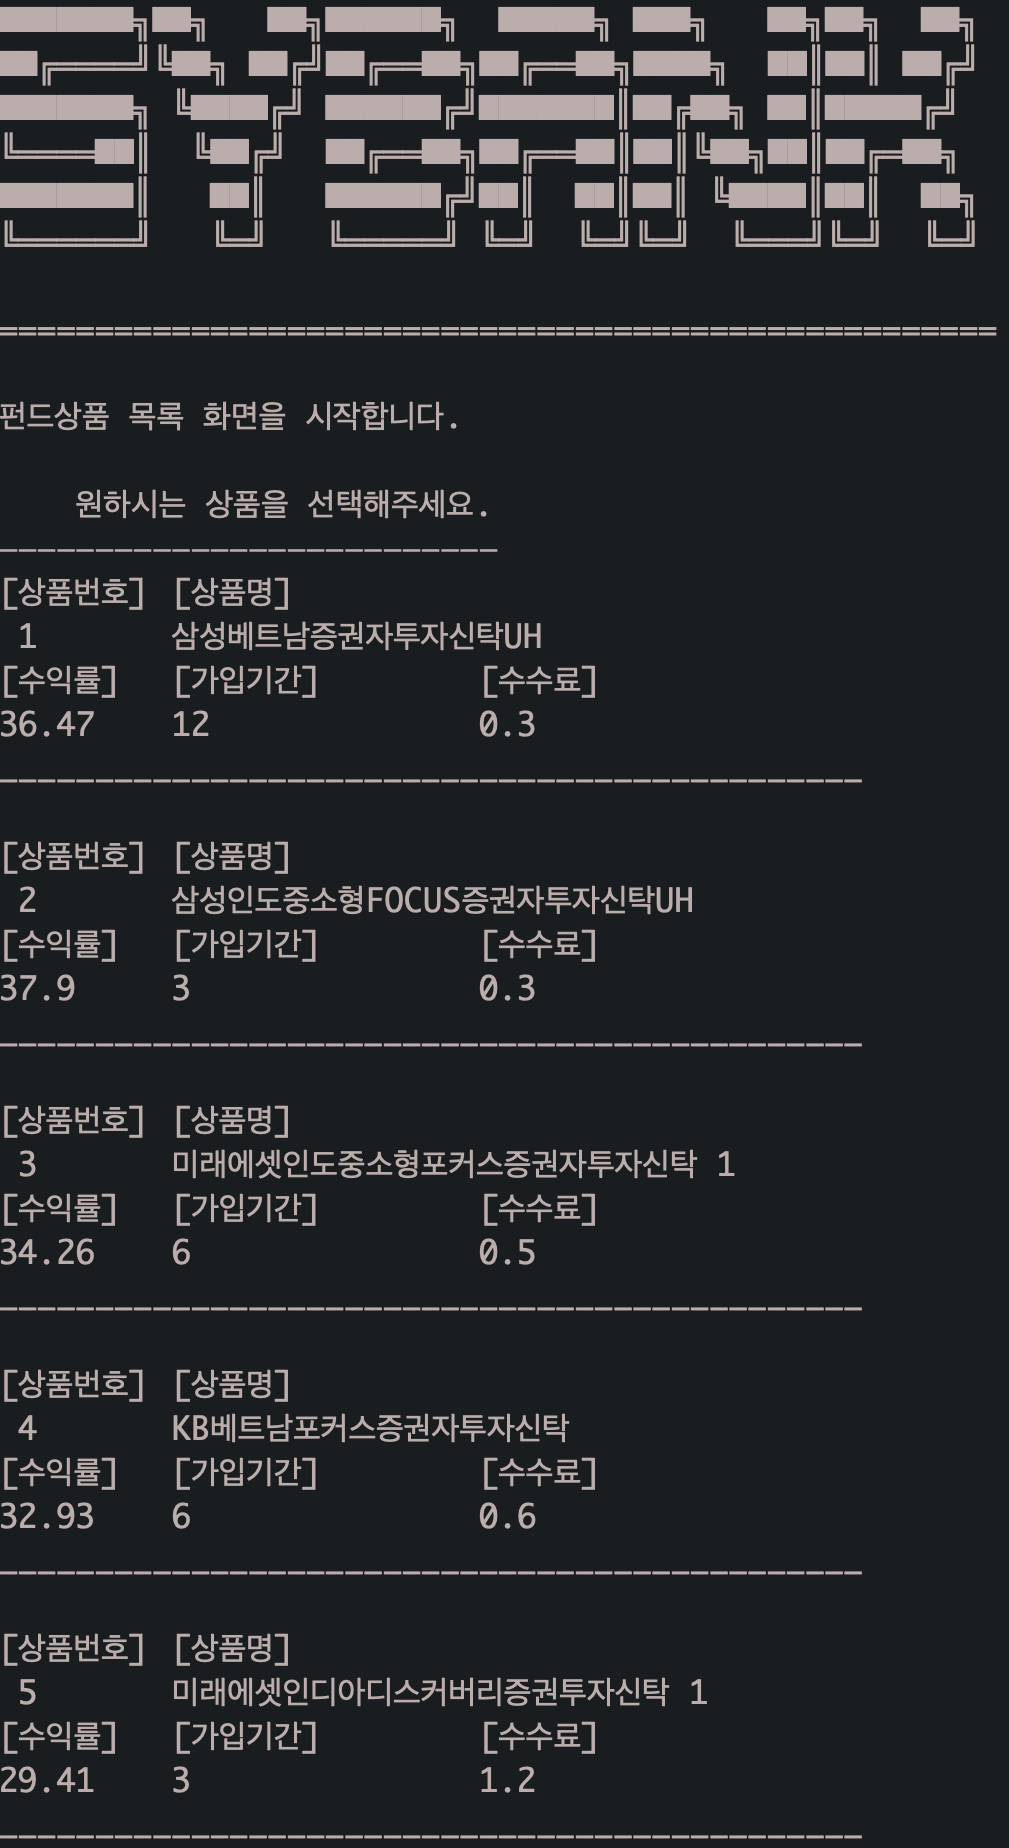 SYBANK
====================================================
펀드상품 목록 화면을 시작합니다.
원하시는 상품을 선택해주세요.
--------------------------
[상품번호] [상품명]
1 삼성베트남증권자투자신탁UH
[수익률] [가입기간] [수수료]
36.47 12 0.3
---------------------------------------------
[상품번호] [상품명]
2 삼성인도중소형FOCUS증권자투자신탁UH
[수익률] [가입기간] [수수료]
37.9 3 0.3
---------------------------------------------
[상품번호] [상품명]
3 미래에셋인도중소형포커스증권자투자신탁 1
[수익률] [가입기간] [수수료]
34.26 6 0.5
---------------------------------------------
[상품번호] [상품명]
4 KB베트남포커스증권자투자신탁
[수익률] [가입기간] [수수료]
32.93 6 0.6
---------------------------------------------
[상품번호] [상품명]
5 미래에셋인디아디스커버리증권투자신탁 1
[수익률] [가입기간] [수수료]
29.41 3 1.2
---------------------------------------------